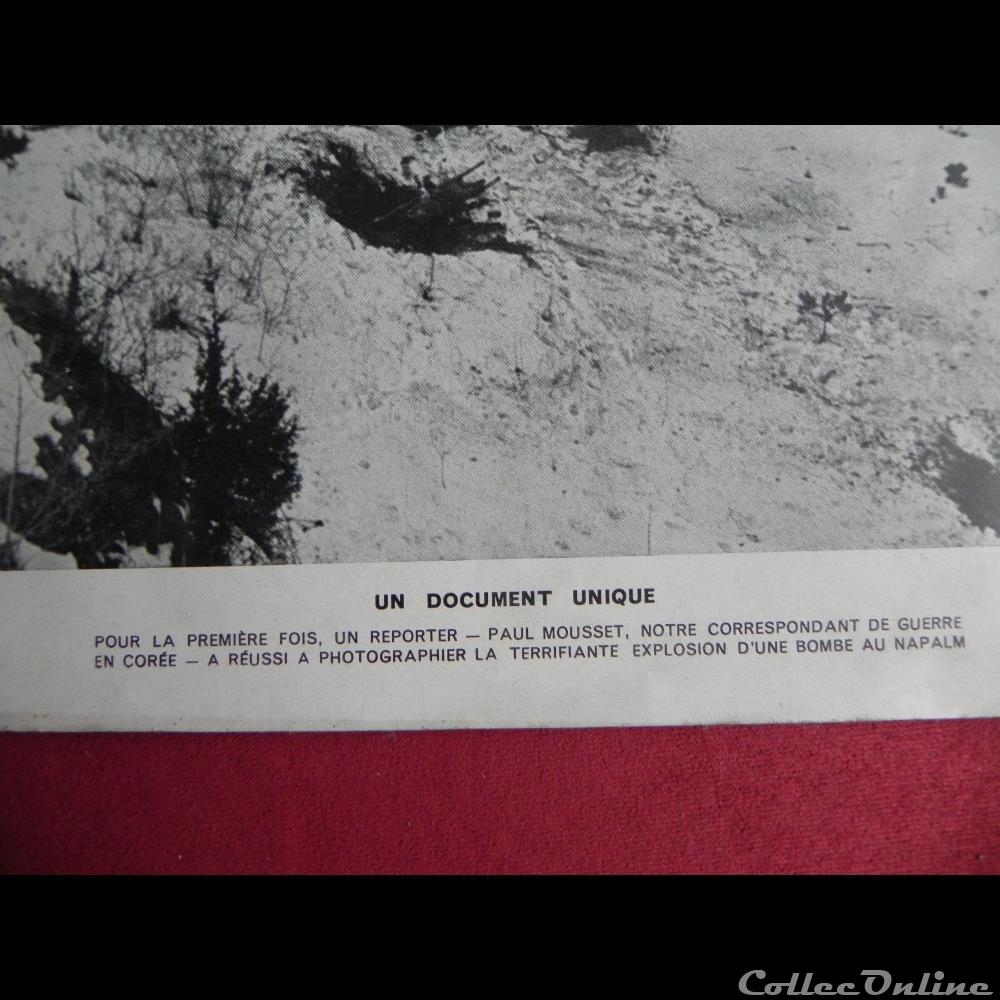 UN DOCUMENT UNIQUE
POUR LA PREMIÈRE FOIS, UN REPORTER — PAUL MOUSSET, NOTRE CORRESPONDANT DE GUERRE
EN CORÉE — A RÉUSSI A PHOTOGRAPHIER LA TERRIFIANTE EXPLOSION D'UNE BOMBE AU NAPALM
CollecOnline